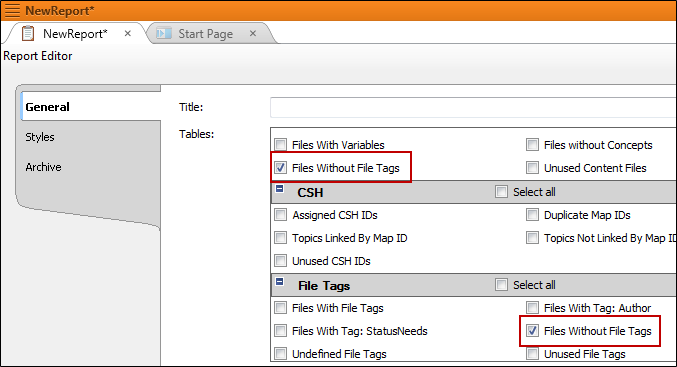 NewReport*
NewReport* × Start Page ×
Report Editor
General
Styles
Archive
Title:
Tables:
Files With Variables Files without Concepts
Files Without File Tags Unused Content Files
CSH Select all
Assigned CSH IDs Duplicate Map IDs
Topics Linked By Map ID Topics Not Linked By Map ID
Unused CSH IDs
File Tags Select all
Files With File Tags Files With Tag: Author
Files With Tag: StatusNeeds Files Without File Tags
Undefined File Tags Unused File Tags